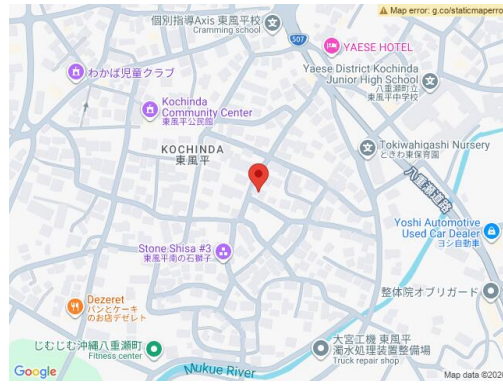 ⚠ Map error: g.co/staticmaperro
個別指導Axis 東風平校
Cramming school
507
YAESE HOTEL
わかば児童クラブ
Yaese District Kochinda
Junior High School
八重瀬町立
東風平中学校
Kochinda
Community Center
東風平公民館
KOCHINDA
東風平
Tokiwahigashi Nursery
ときわ東保育園
八重瀬道路
Yoshi Automotive
Used Car Dealer
ヨシ自動車
Stone Shisa #3
東風平南の石獅子
整体院オブリガード
Dezeret
パンとケーキ
のお店デゼレト
じむじむ沖縄八重瀬町
Fitness center
大宮工機 東風平
濁水処理装置整備場
Truck repair shop
Mukue River
Google
Map data ©202